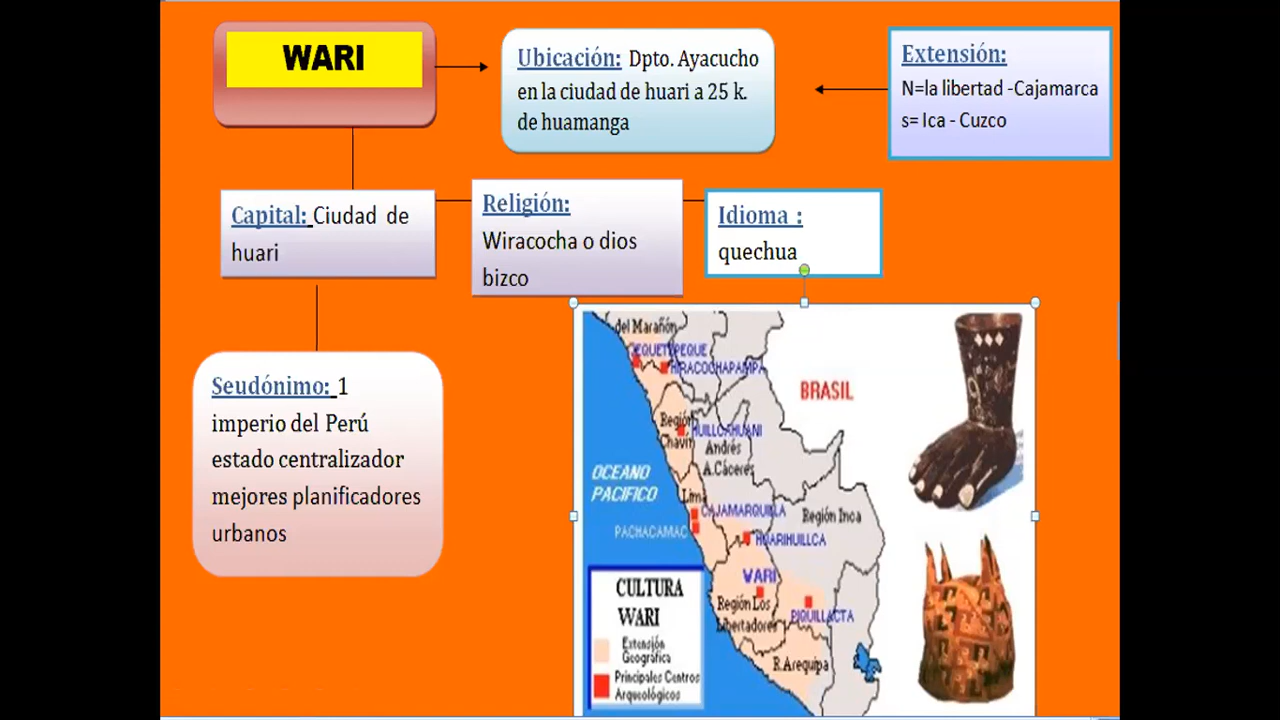 WARI
Ubicación: Dpto. Ayacucho
en la ciudad de huari a 25 k.
de huamanga
Extensión:
N=la libertad -Cajamarca
s= Ica - Cuzco
Capital: Ciudad de
huari
Religión:
Wiracocha o dios
bizco
Idioma :
quechua
Seudónimo: 1
imperio del Perú
estado centralizador
mejores planificadores
urbanos
del Marañón
HIRACOCHAPAMPA
BRASIL
Región
Chavin
HUILLCAHUANI
Andrés
A.Cáceres
OCEANO
PACIFICO
Lima
CAJAMARQUILLA
Región Inca
PACHACAMAC
HUARIHUILLCA
WARI
Región Los
Libertadores
PIQUILLACTA
R.Arequipa
CULTURA
WARI
Extensión
Geográfica
Principales Centros
Arqueológicos